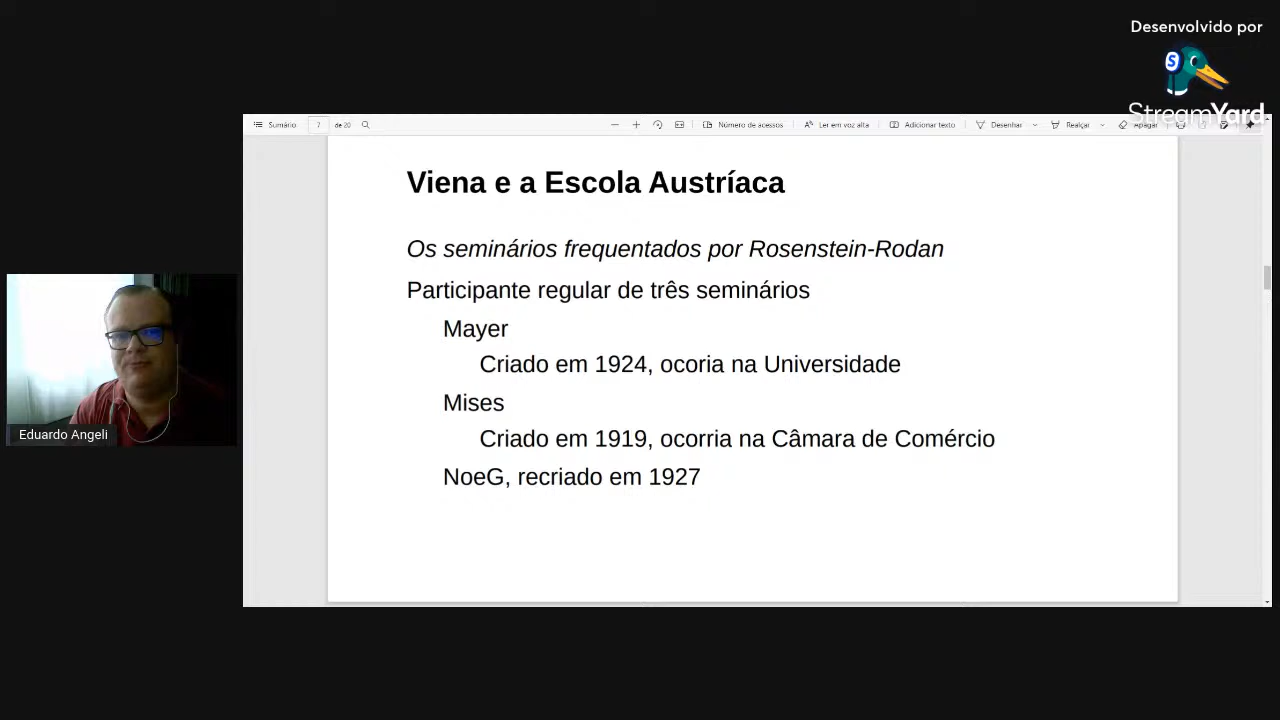 Desenvolvido por
StreamYard
Sumário 7 de 20 Número de acessos Ler em voz alta Adicionar texto Desenhar Realçar Apagar
Viena e a Escola Austríaca
Os seminários frequentados por Rosenstein-Rodan
Participante regular de três seminários
Mayer
Criado em 1924, ocoria na Universidade
Mises
Criado em 1919, ocorria na Câmara de Comércio
NoeG, recriado em 1927
Eduardo Angeli